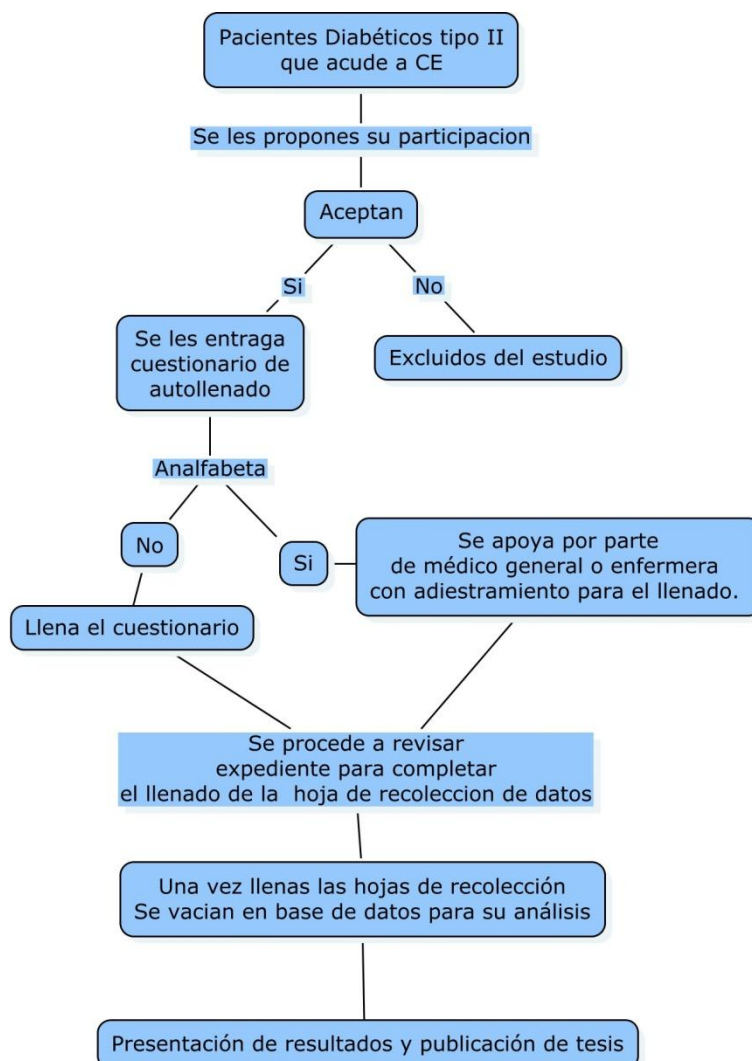 Pacientes Diabéticos tipo II
que acude a CE
Se les propones su participacion
Aceptan
Si
No
Se les entraga
cuestionario de
autollenado
Excluidos del estudio
Analfabeta
No
Si
Se apoya por parte
de médico general o enfermera
con adiestramiento para el llenado.
Llena el cuestionario
Se procede a revisar
expediente para completar
el llenado de la hoja de recoleccion de datos
Una vez llenas las hojas de recolección
Se vacian en base de datos para su análisis
Presentación de resultados y publicación de tesis